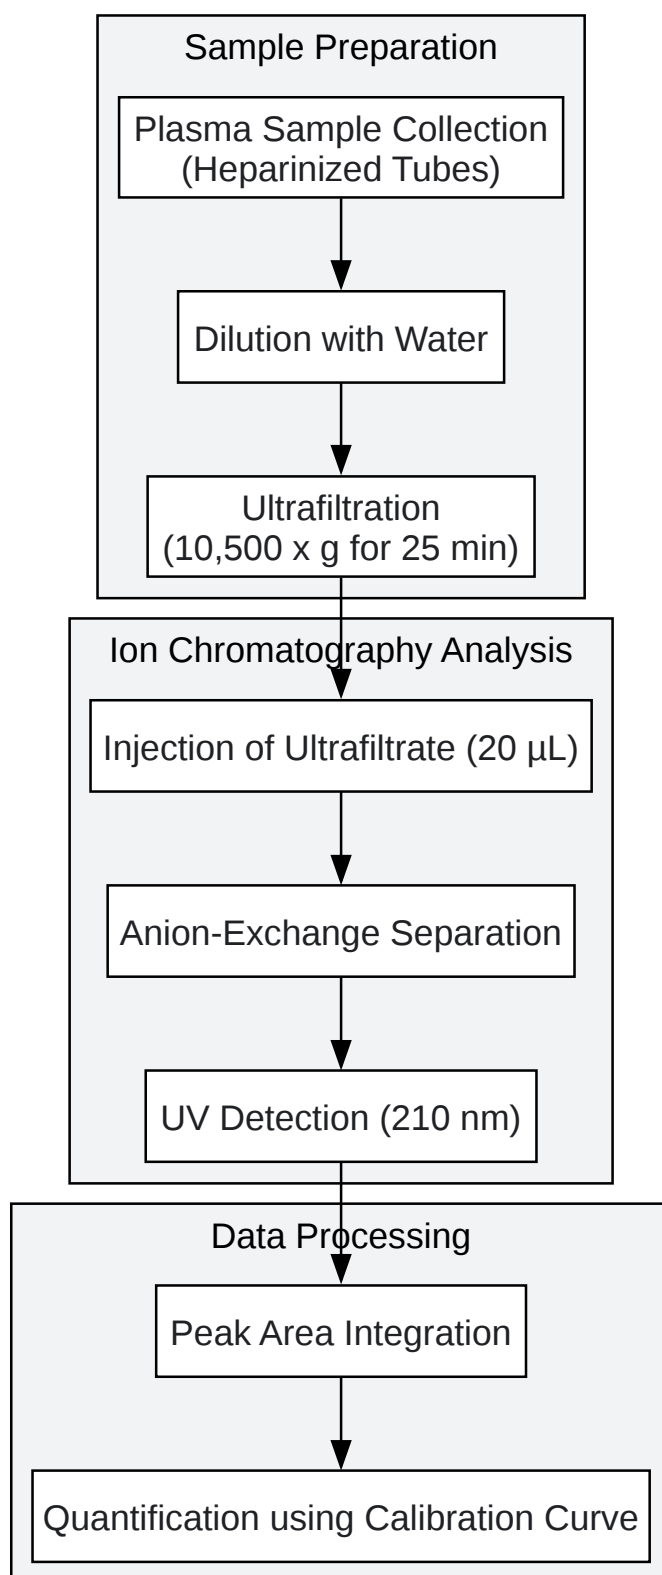 Sample Preparation
Plasma Sample Collection
(Heparinized Tubes)
Dilution with Water
Ultrafiltration
(10,500 x g for 25 min)
Ion Chromatography Analysis
Injection of Ultrafiltrate (20 µL)
Anion-Exchange Separation
UV Detection (210 nm)
Data Processing
Peak Area Integration
Quantification using Calibration Curve